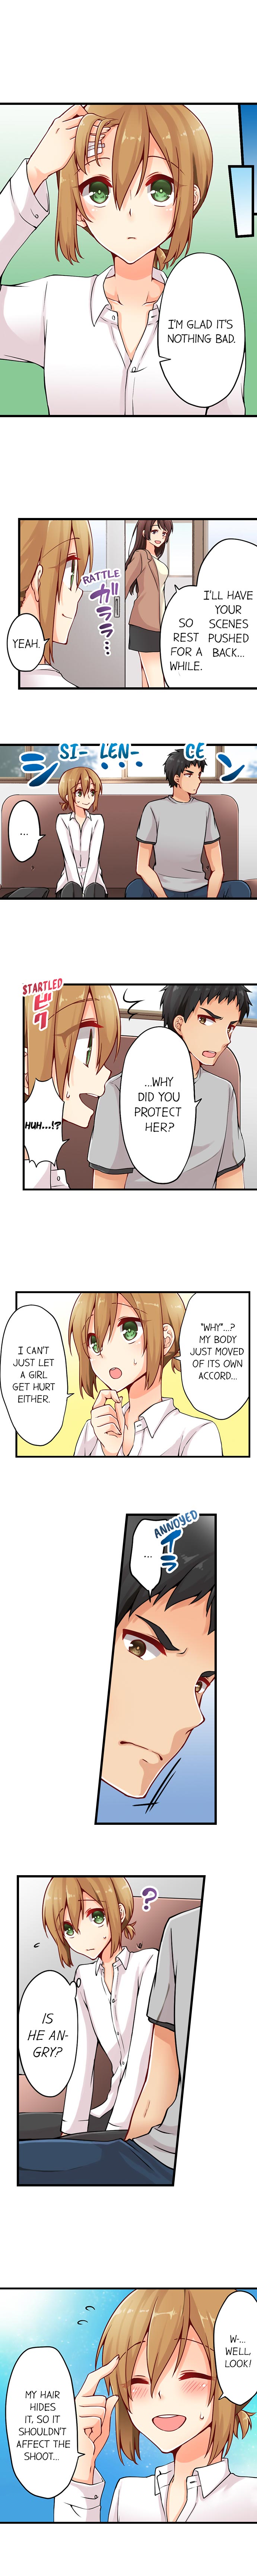 I'M GLAD IT'S
NOTHING BAD.
I'LL HAVE
YOUR
SCENES
PUSHED
BACK...
SO
REST
FOR A
WHILE.
RATTLE
ガララ...
YEAH.
SI- LEN- CE
シ...ン
...
STARTLED
ビク
HUH...!?
...WHY
DID YOU
PROTECT
HER?
"WHY"...?
MY BODY
JUST MOVED
OF ITS OWN
ACCORD...
I CAN'T
JUST LET
A GIRL
GET HURT
EITHER.
ANNOYED
イラ
...
?
IS
HE AN-
GRY?
W-...
WELL,
LOOK!
MY HAIR
HIDES
IT, SO IT
SHOULDN'T
AFFECT THE
SHOOT...